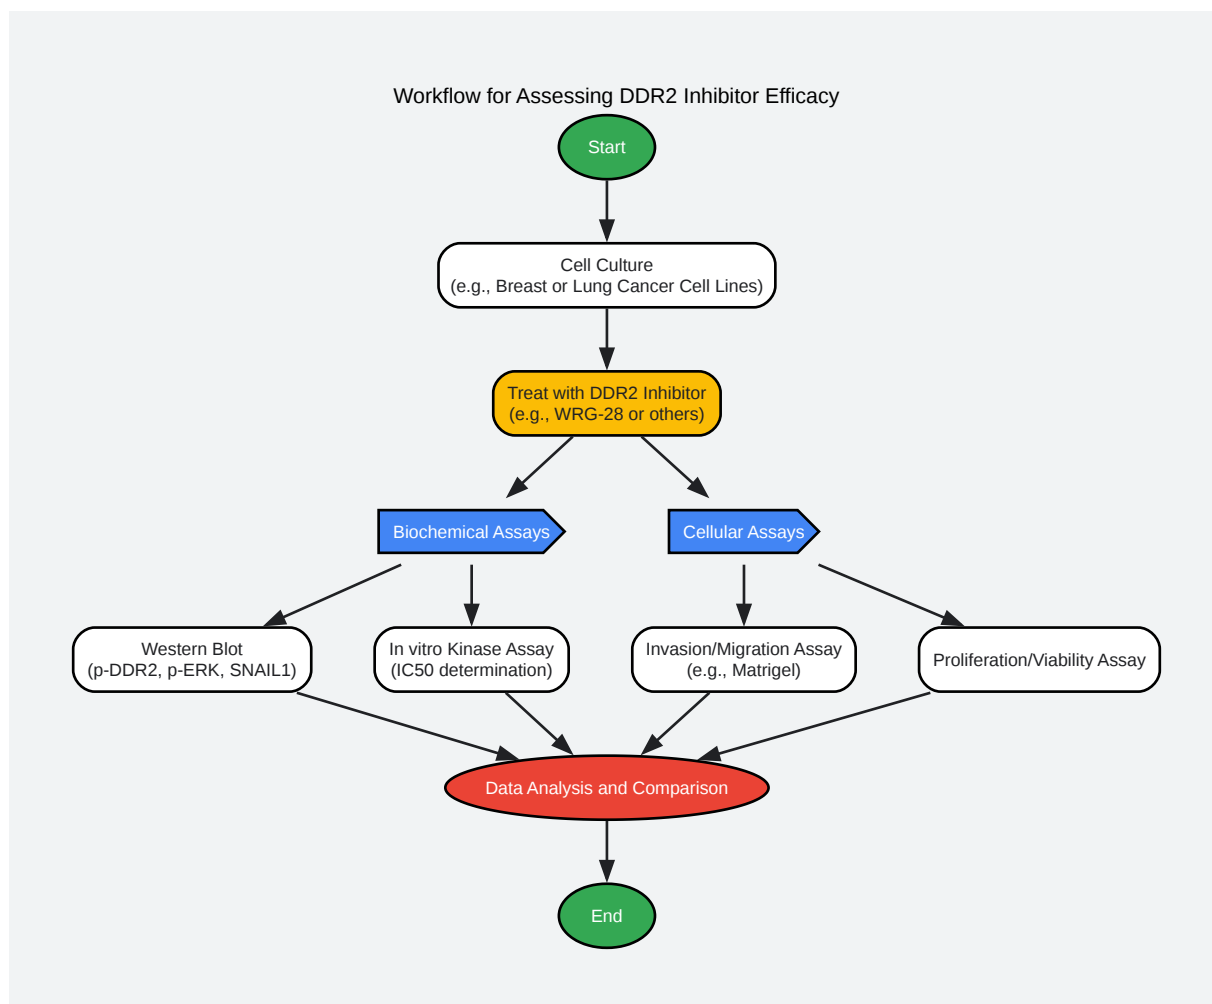 Workflow for Assessing DDR2 Inhibitor Efficacy
Start
Cell Culture
(e.g., Breast or Lung Cancer Cell Lines)
Treat with DDR2 Inhibitor
(e.g., WRG-28 or others)
Biochemical Assays
Cellular Assays
Western Blot
(p-DDR2, p-ERK, SNAIL1)
In vitro Kinase Assay
(IC50 determination)
Invasion/Migration Assay
(e.g., Matrigel)
Proliferation/Viability Assay
Data Analysis and Comparison
End